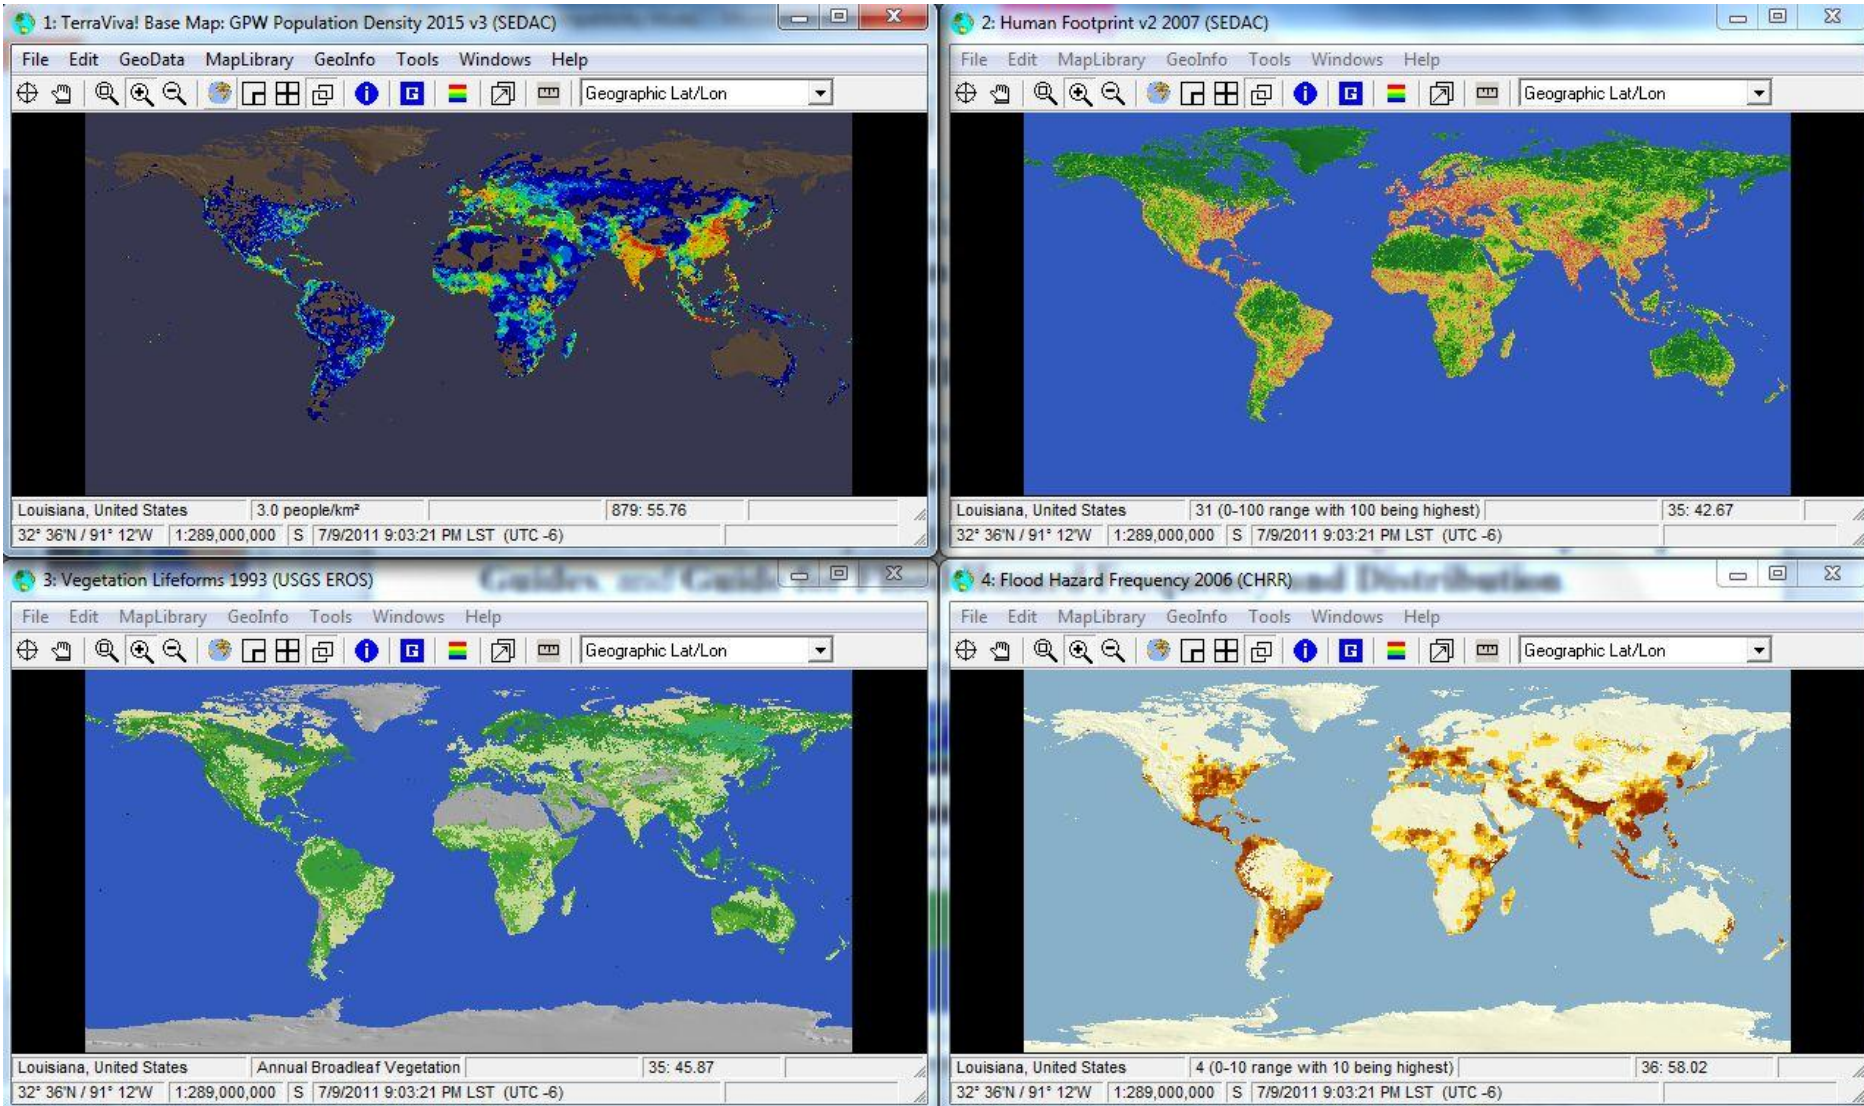 1: TerraViva! Base Map: GPW Population Density 2015 v3 (SEDAC)
File Edit GeoData MapLibrary GeoInfo Tools Windows Help
Geographic Lat/Lon
Louisiana, United States 3.0 people/km² 879: 55.76
32° 36'N / 91° 12'W 1:289,000,000 S 7/9/2011 9:03:21 PM LST (UTC -6)
2: Human Footprint v2 2007 (SEDAC)
File Edit MapLibrary GeoInfo Tools Windows Help
Geographic Lat/Lon
Louisiana, United States 31 (0-100 range with 100 being highest) 35: 42.67
32° 36'N / 91° 12'W 1:289,000,000 S 7/9/2011 9:03:21 PM LST (UTC -6)
3: Vegetation Lifeforms 1993 (USGS EROS)
File Edit MapLibrary GeoInfo Tools Windows Help
Geographic Lat/Lon
Louisiana, United States Annual Broadleaf Vegetation 35: 45.87
32° 36'N / 91° 12'W 1:289,000,000 S 7/9/2011 9:03:21 PM LST (UTC -6)
4: Flood Hazard Frequency 2006 (CHRR)
File Edit MapLibrary GeoInfo Tools Windows Help
Geographic Lat/Lon
Louisiana, United States 4 (0-10 range with 10 being highest) 36: 58.02
32° 36'N / 91° 12'W 1:289,000,000 S 7/9/2011 9:03:21 PM LST (UTC -6)